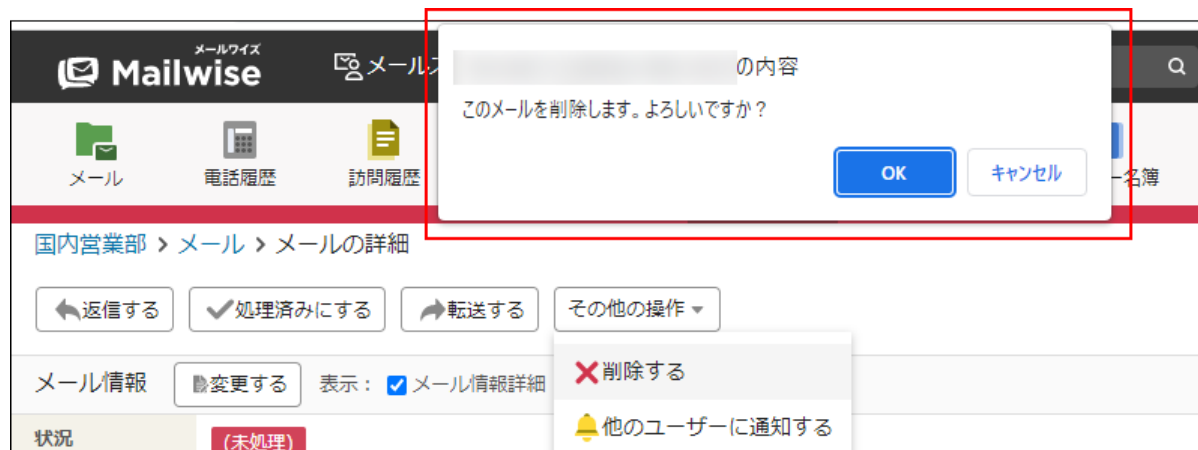 メールワイズ
Mailwise
メール
の内容
このメールを削除します。よろしいですか？
OK
キャンセル
メール
電話履歴
訪問履歴
名簿
国内営業部 > メール > メールの詳細
返信する
処理済みにする
転送する
その他の操作
メール情報
変更する
表示：
メール情報詳細
削除する
他のユーザーに通知する
状況
(未処理)